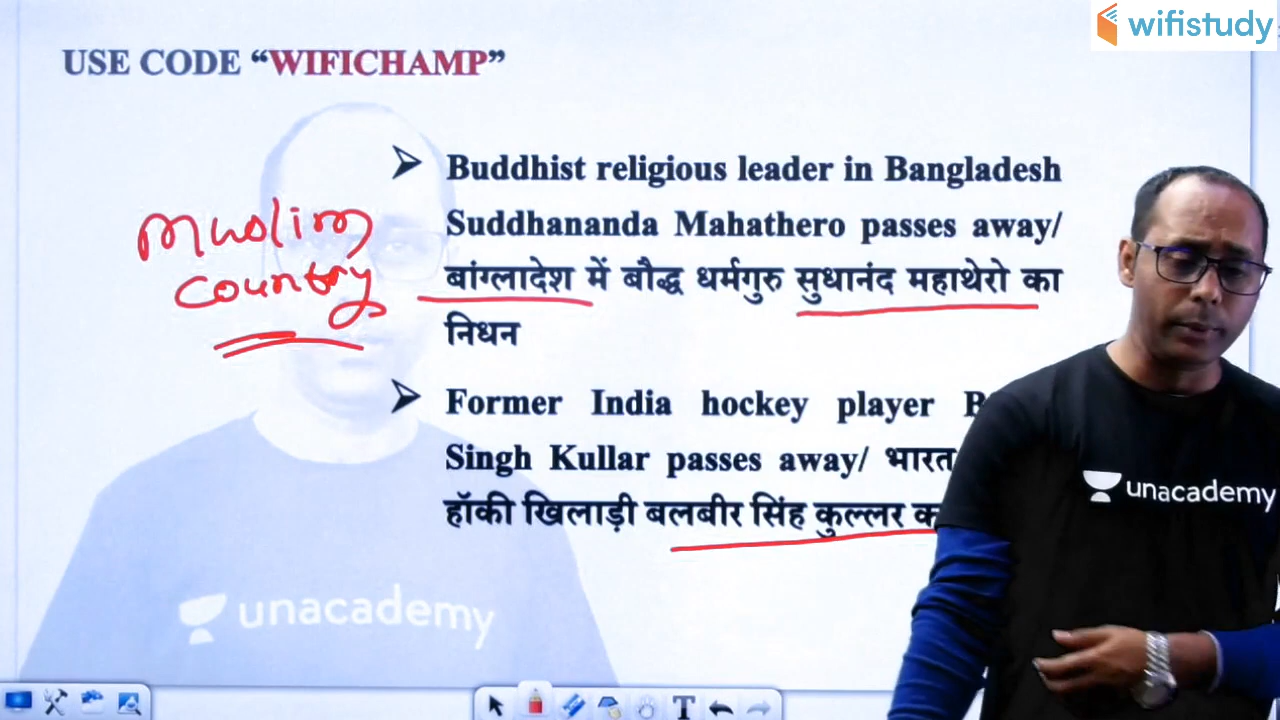 wifistudy
USE CODE “WIFICHAMP”
Buddhist religious leader in Bangladesh
Suddhananda Mahathero passes away/
बांग्लादेश में बौद्ध धर्मगुरु सुधानंद महाथेरो का
निधन
Muslim
country
Former India hockey player
Singh Kullar passes away/ भारत
हॉकी खिलाड़ी बलबीर सिंह कुल्लर
unacademy
unacademy
T